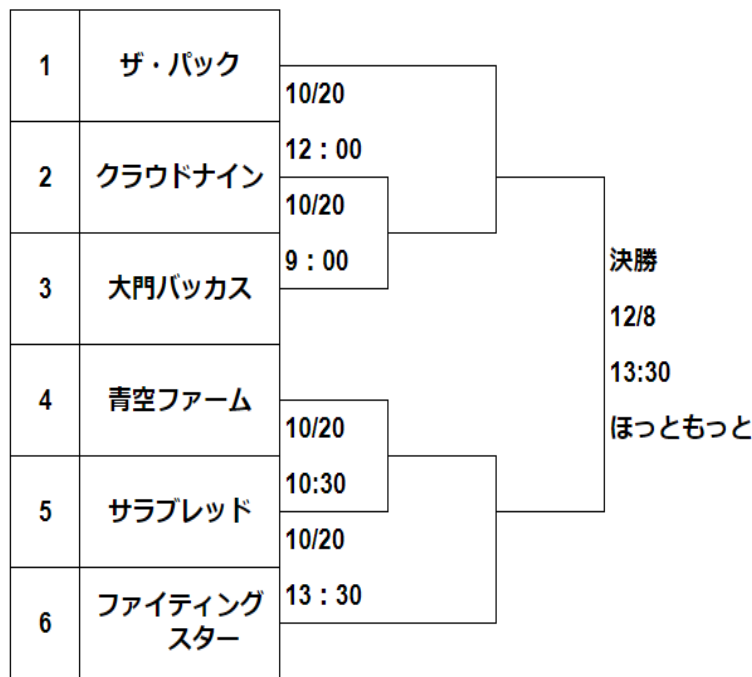 1 ザ・パック
10/20
12：00
2 クラウドナイン
10/20
9：00
3 大門バッカス
4 青空ファーム
10/20
10:30
5 サラブレッド
10/20
13：30
6 ファイティング
スター
決勝
12/8
13:30
ほっともっと